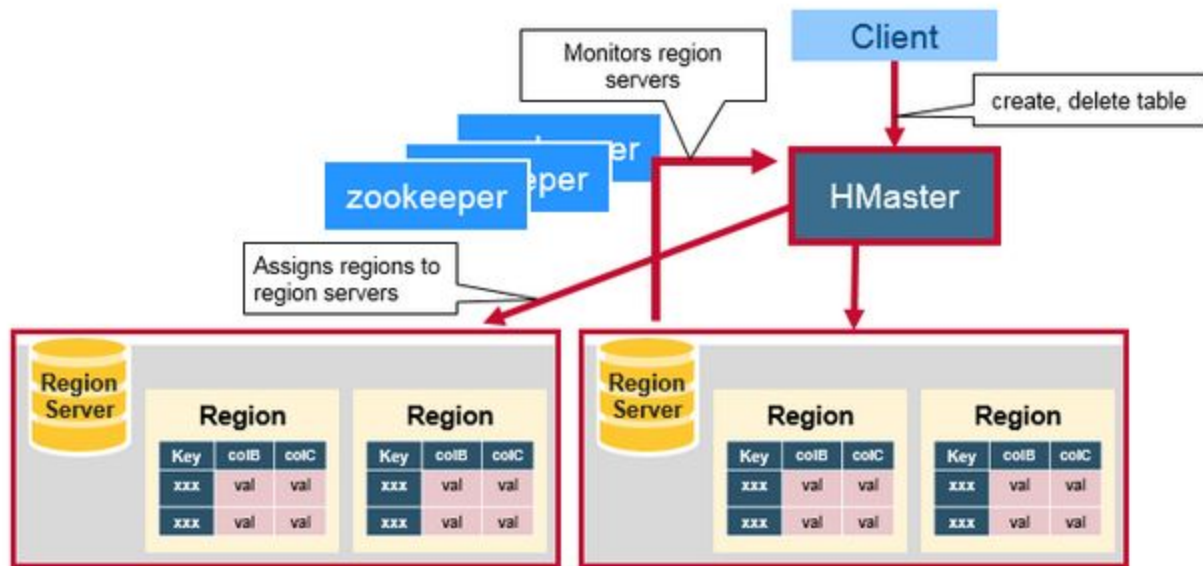 Client
Monitors region
servers
create, delete table
eper
zookeeper
HMaster
Assigns regions to
region servers
Region
Server
Region
Key colB colC
xxx val val
xxx val val
Region
Key colB colC
xxx val val
xxx val val
Region
Server
Region
Key colB colC
xxx val val
xxx val val
Region
Key colB colC
xxx val val
xxx val val